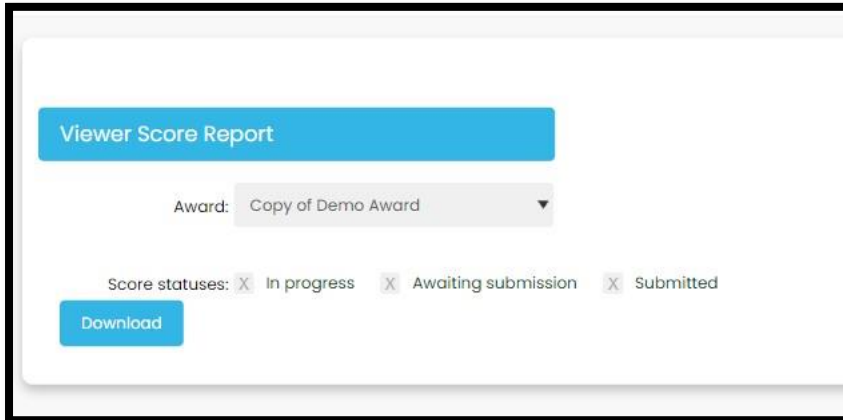 Viewer Score Report
Award: Copy of Demo Award
Score statuses: X In progress X Awaiting submission X Submitted
Download